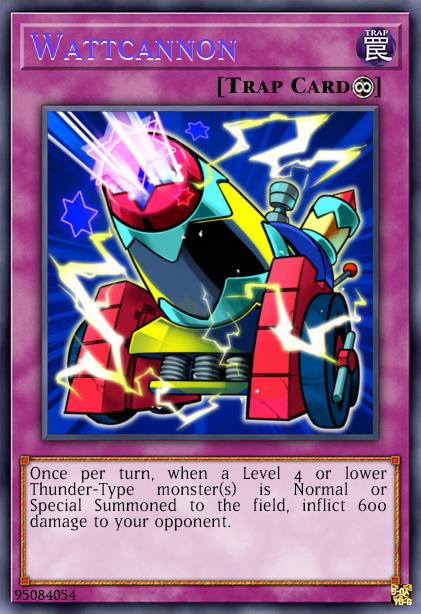 WATTCANNON
TRAP
罠
[TRAP CARD]
Once per turn, when a Level 4 or lower
Thunder-Type monster(s) is Normal or
Special Summoned to the field, inflict 600
damage to your opponent.
95084054